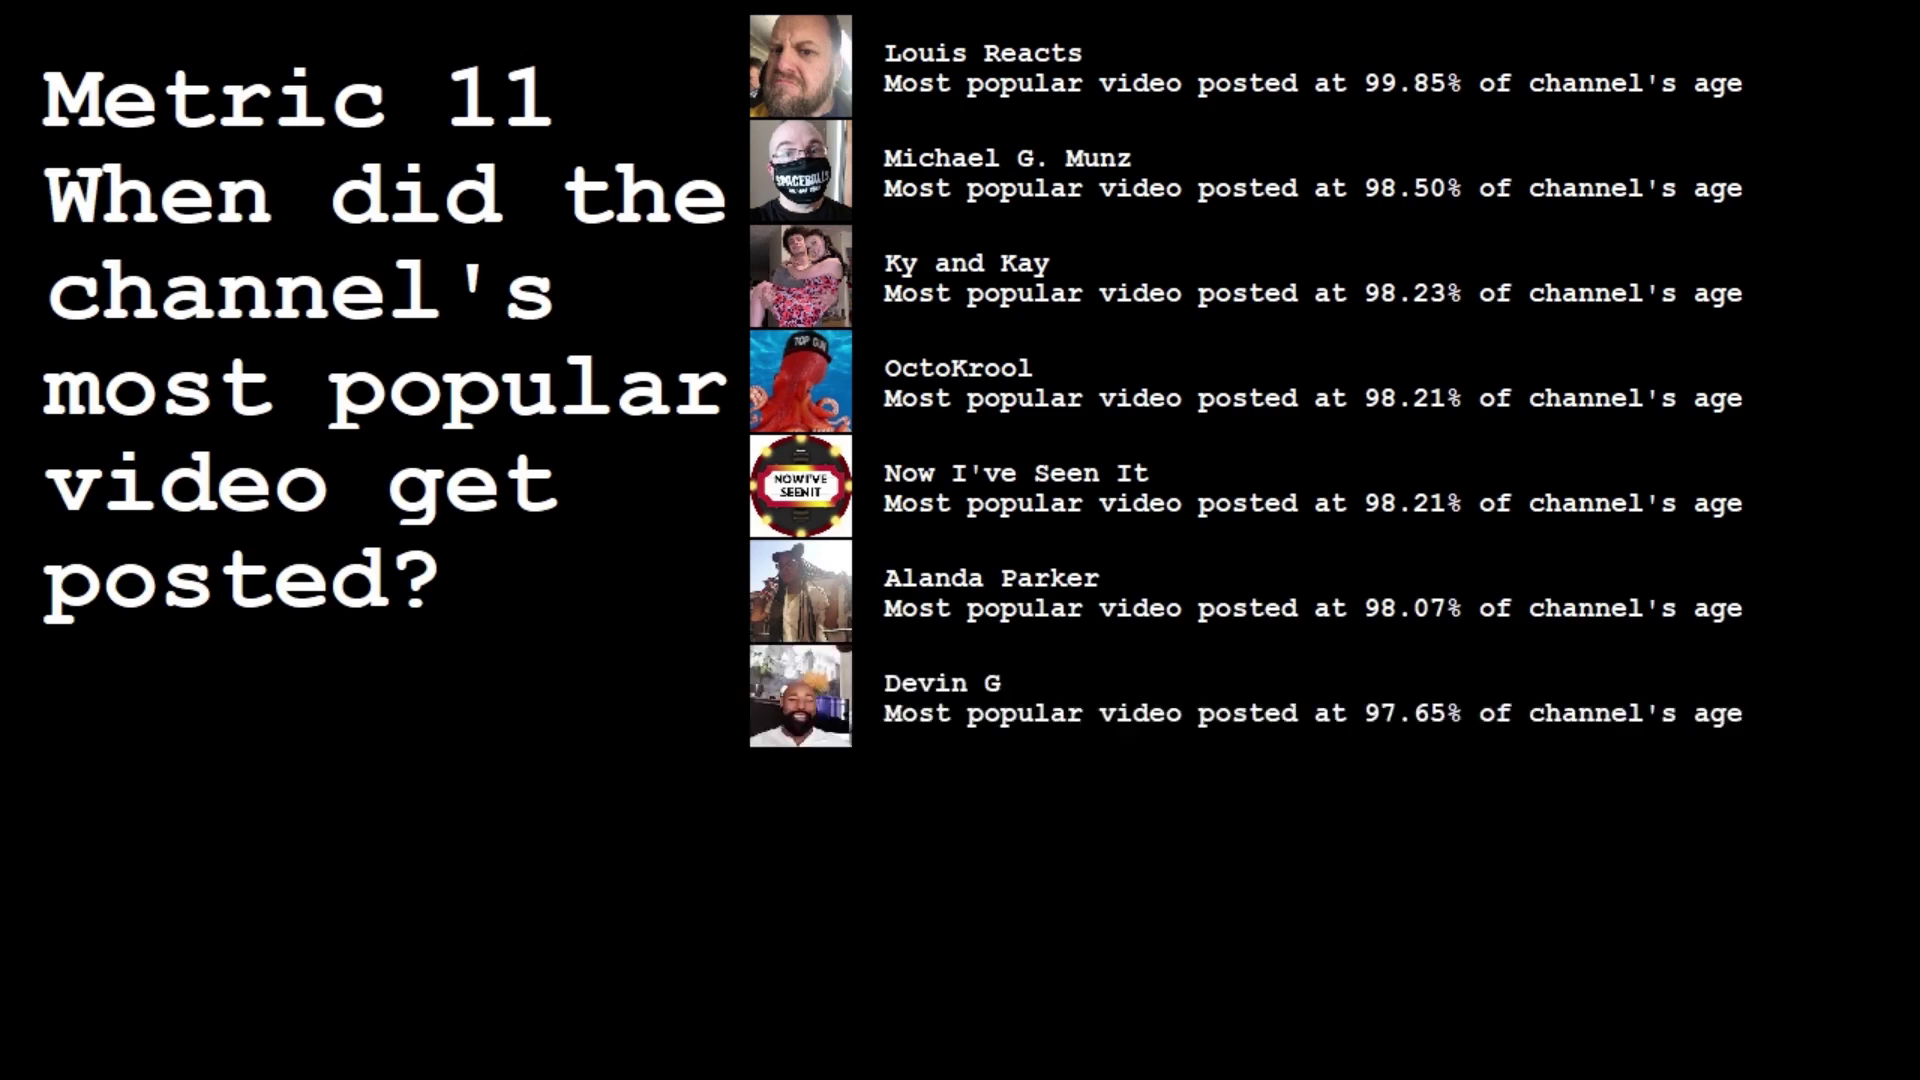 Metric 11
When did the
channel's
most popular
video get
posted?
Louis Reacts
Most popular video posted at 99.85% of channel's age
SPACEBALLS
Michael G. Munz
Most popular video posted at 98.50% of channel's age
Ky and Kay
Most popular video posted at 98.23% of channel's age
TOP GUN
OctoKrool
Most popular video posted at 98.21% of channel's age
NOW I'VE
SEEN IT
Now I've Seen It
Most popular video posted at 98.21% of channel's age
Alanda Parker
Most popular video posted at 98.07% of channel's age
Devin G
Most popular video posted at 97.65% of channel's age